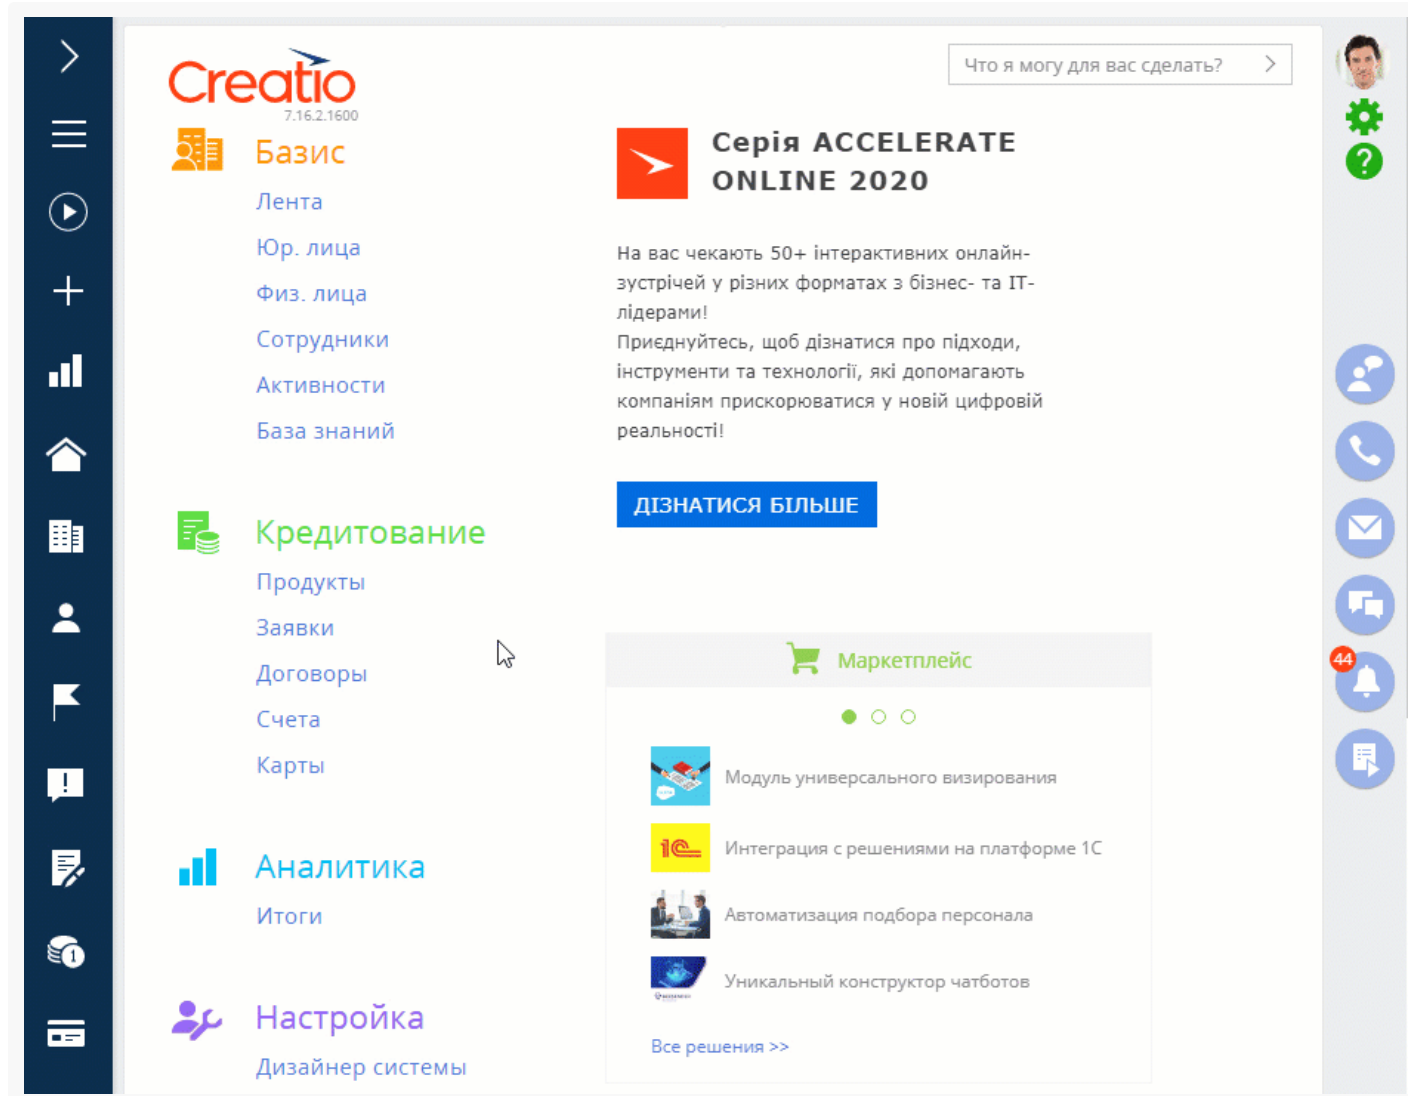 Creatio
7.16.2.1600
Что я могу для вас сделать?
Базис
Лента
Юр. лица
Физ. лица
Сотрудники
Активности
База знаний
Кредитование
Продукты
Заявки
Договоры
Счета
Карты
Аналитика
Итоги
Настройка
Дизайнер системы
Серія ACCELERATE
ONLINE 2020
На вас чекають 50+ інтерактивних онлайн-
зустрічей у різних форматах з бізнес- та IT-
лідерами!
Приєднуйтесь, щоб дізнатися про підходи,
інструменти та технології, які допомагають
компаніям прискорюватися у новій цифровій
реальності!
ДІЗНАТИСЯ БІЛЬШЕ
Маркетплейс
Модуль универсального визирования
1С
Интеграция с решениями на платформе 1С
Автоматизация подбора персонала
Уникальный конструктор чатботов
Все решения >>
44
1